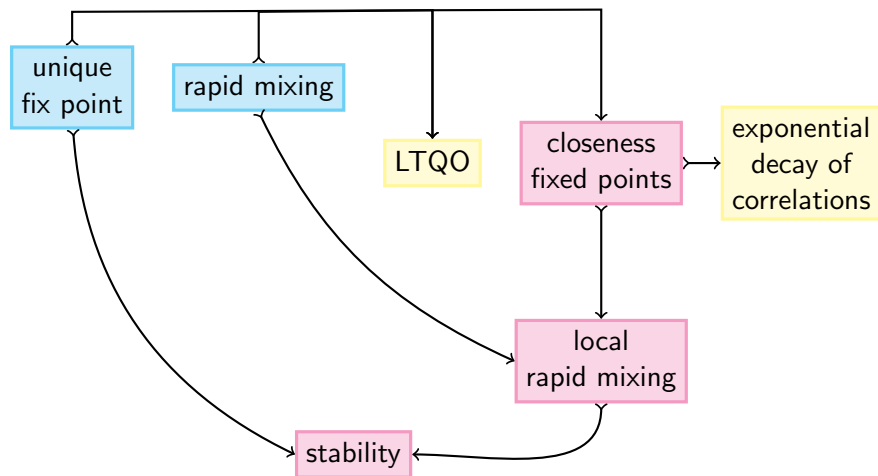 unique
fix point
rapid mixing
LTQO
closeness
fixed points
exponential
decay of
correlations
local
rapid mixing
stability